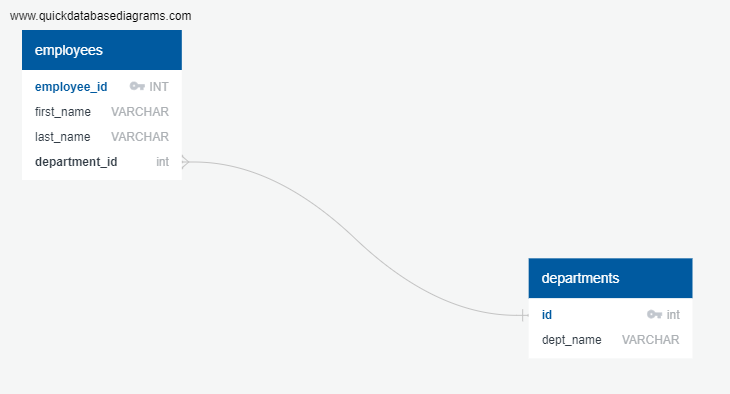 www.quickdatabasediagrams.com
employees
employee_id INT
first_name VARCHAR
last_name VARCHAR
department_id int
departments
id int
dept_name VARCHAR